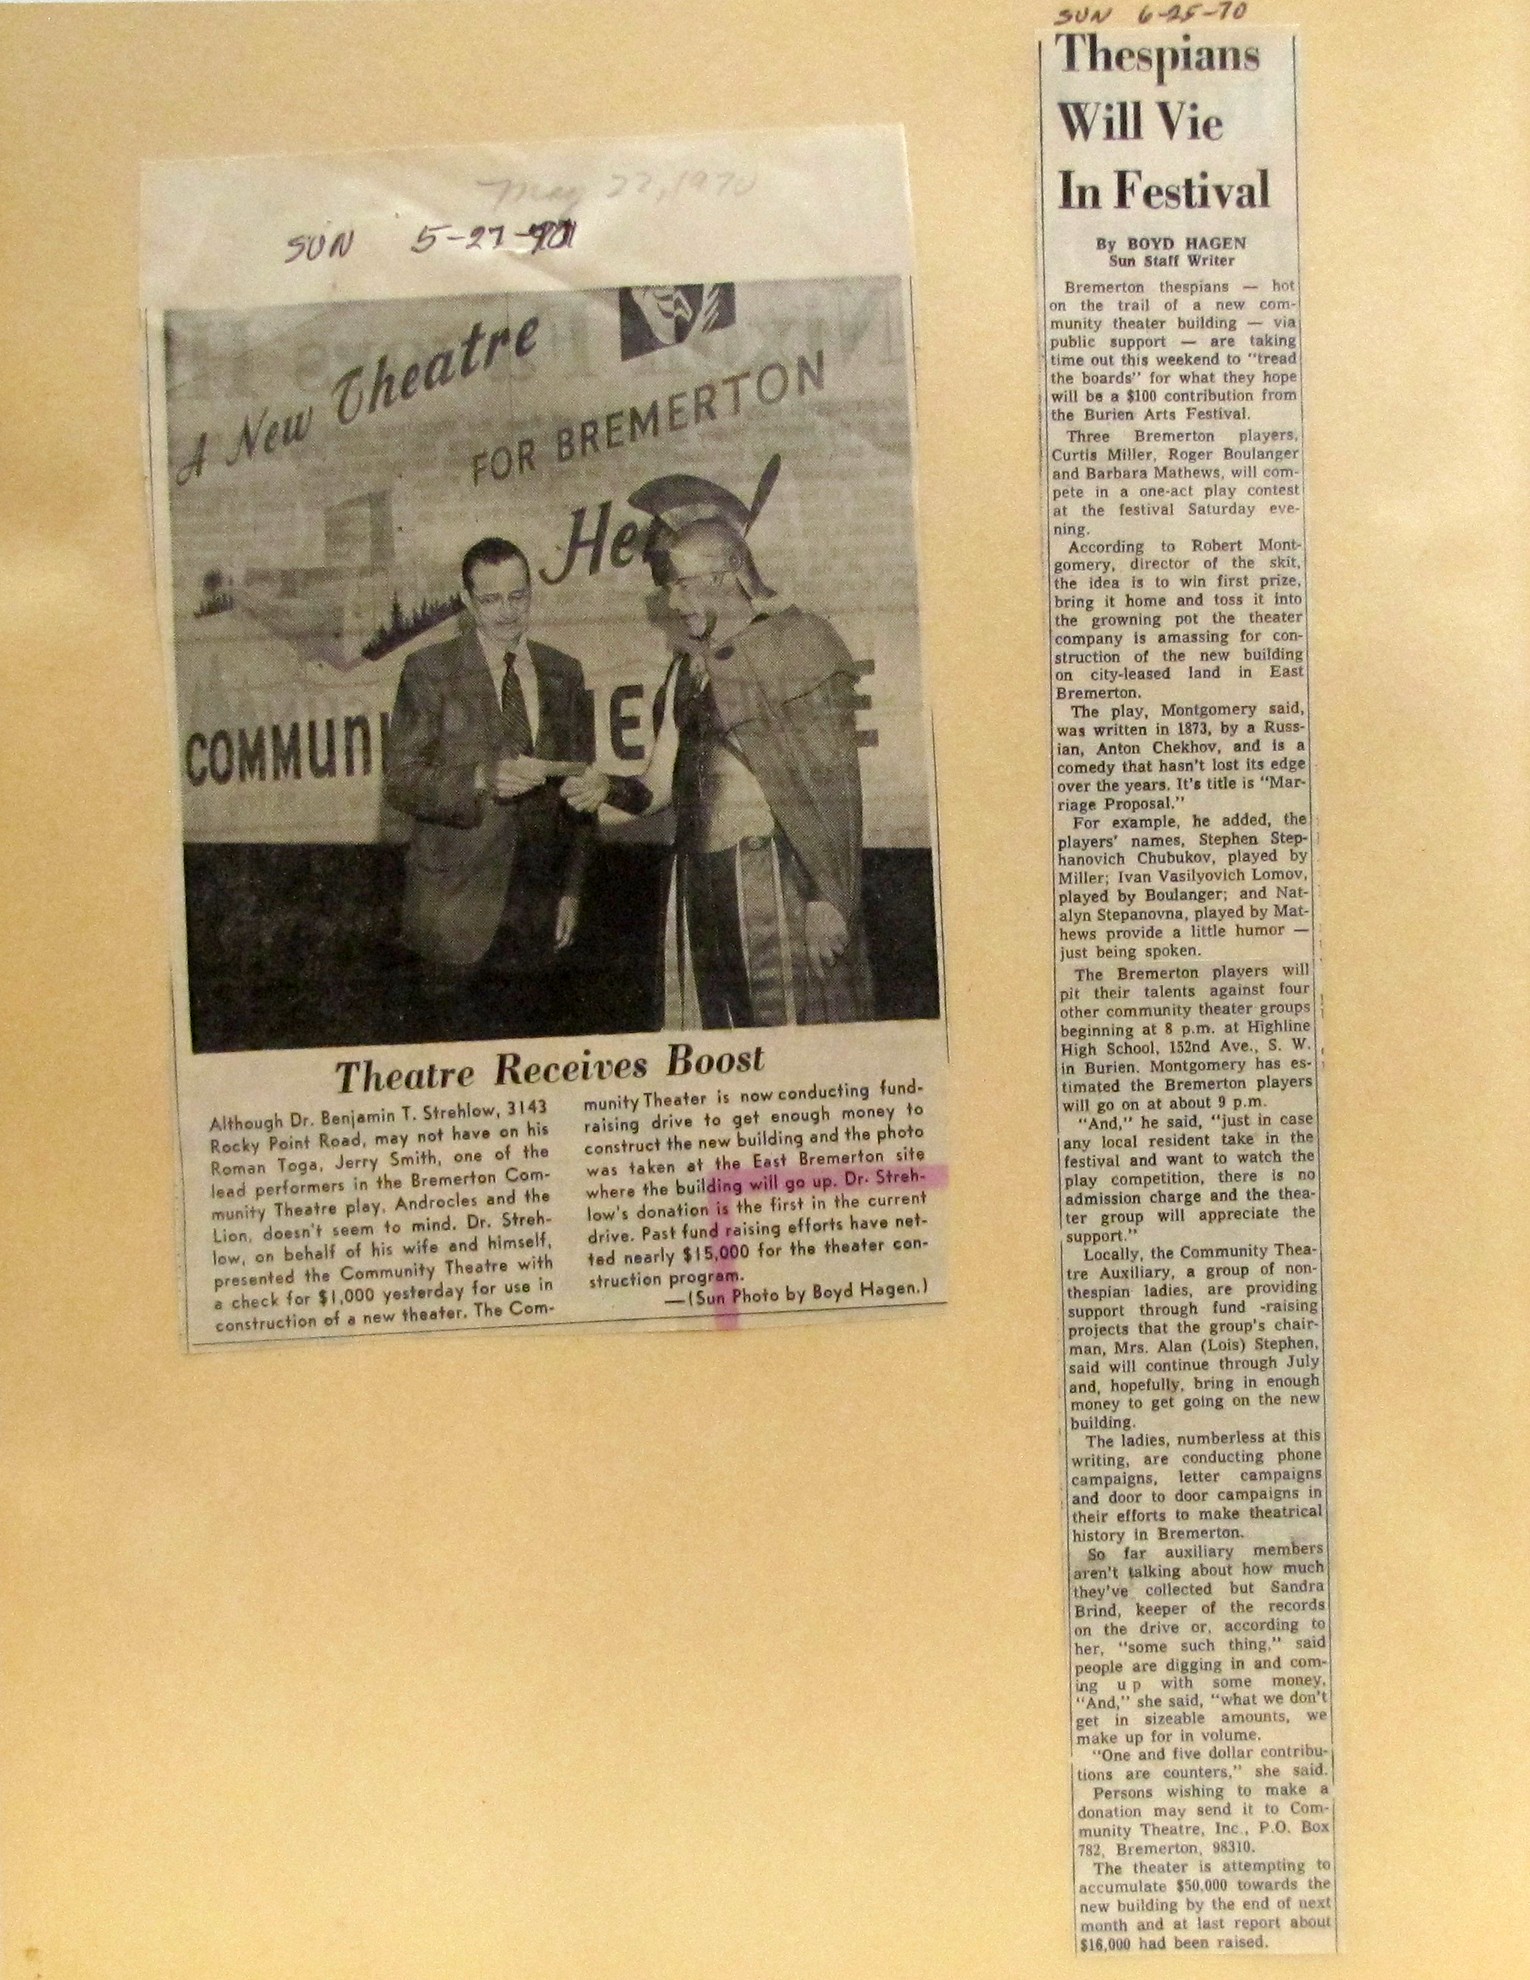 May 27, 1970
SUN 5-27-70
A New Theatre
FOR BREMERTON
COMMUNI
Theatre Receives Boost
Although Dr. Benjamin T. Strehlow, 3143
Rocky Point Road, may not have on his
Roman Toga, Jerry Smith, one of the
lead performers in the Bremerton Com-
munity Theatre play, Androcles and the
Lion, doesn't seem to mind. Dr. Streh-
low, on behalf of his wife and himself,
presented the Community Theatre with
a check for $1,000 yesterday for use in
construction of a new theater. The Com-
munity Theater is now conducting fund-
raising drive to get enough money to
construct the new building and the photo
was taken at the East Bremerton site
where the building will go up. Dr. Streh-
low's donation is the first in the current
drive. Past fund raising efforts have net-
ted nearly $15,000 for the theater con-
struction program.
—(Sun Photo by Boyd Hagen.)
SUN 6-25-70
Thespians
Will Vie
In Festival
By BOYD HAGEN
Sun Staff Writer
Bremerton thespians — hot
on the trail of a new com-
munity theater building — via
public support — are taking
time out this weekend to "tread
the boards" for what they hope
will be a $100 contribution from
the Burien Arts Festival.
Three Bremerton players,
Curtis Miller, Roger Boulanger
and Barbara Mathews, will com-
pete in a one-act play contest
at the festival Saturday eve-
ning.
According to Robert Mont-
gomery, director of the skit,
the idea is to win first prize,
bring it home and toss it into
the growning pot the theater
company is amassing for con-
struction of the new building
on city-leased land in East
Bremerton.
The play, Montgomery said,
was written in 1873, by a Russ-
ian, Anton Chekhov, and is a
comedy that hasn't lost its edge
over the years. It's title is "Mar-
riage Proposal."
For example, he added, the
players' names, Stephen Step-
hanovich Chubukov, played by
Miller; Ivan Vasilyovich Lomov,
played by Boulanger; and Nat-
alyn Stepanovna, played by Mat-
hews provide a little humor —
just being spoken.
The Bremerton players will
pit their talents against four
other community theater groups
beginning at 8 p.m. at Highline
High School, 152nd Ave., S. W.
in Burien. Montgomery has es-
timated the Bremerton players
will go on at about 9 p.m.
"And," he said, "just in case
any local resident take in the
festival and want to watch the
play competition, there is no
admission charge and the thea-
ter group will appreciate the
support."
Locally, the Community Thea-
tre Auxiliary, a group of non-
thespian ladies, are providing
support through fund -raising
projects that the group's chair-
man, Mrs. Alan (Lois) Stephen,
said will continue through July
and, hopefully, bring in enough
money to get going on the new
building.
The ladies, numberless at this
writing, are conducting phone
campaigns, letter campaigns
and door to door campaigns in
their efforts to make theatrical
history in Bremerton.
So far auxiliary members
aren't talking about how much
they've collected but Sandra
Brind, keeper of the records
on the drive or, according to
her, "some such thing," said
people are digging in and com-
ing up with some money.
"And," she said, "what we don't
get in sizeable amounts, we
make up for in volume.
"One and five dollar contribu-
tions are counters," she said.
Persons wishing to make a
donation may send it to Com-
munity Theatre, Inc., P.O. Box
782, Bremerton, 98310.
The theater is attempting to
accumulate $50,000 towards the
new building by the end of next
month and at last report about
$16,000 had been raised.